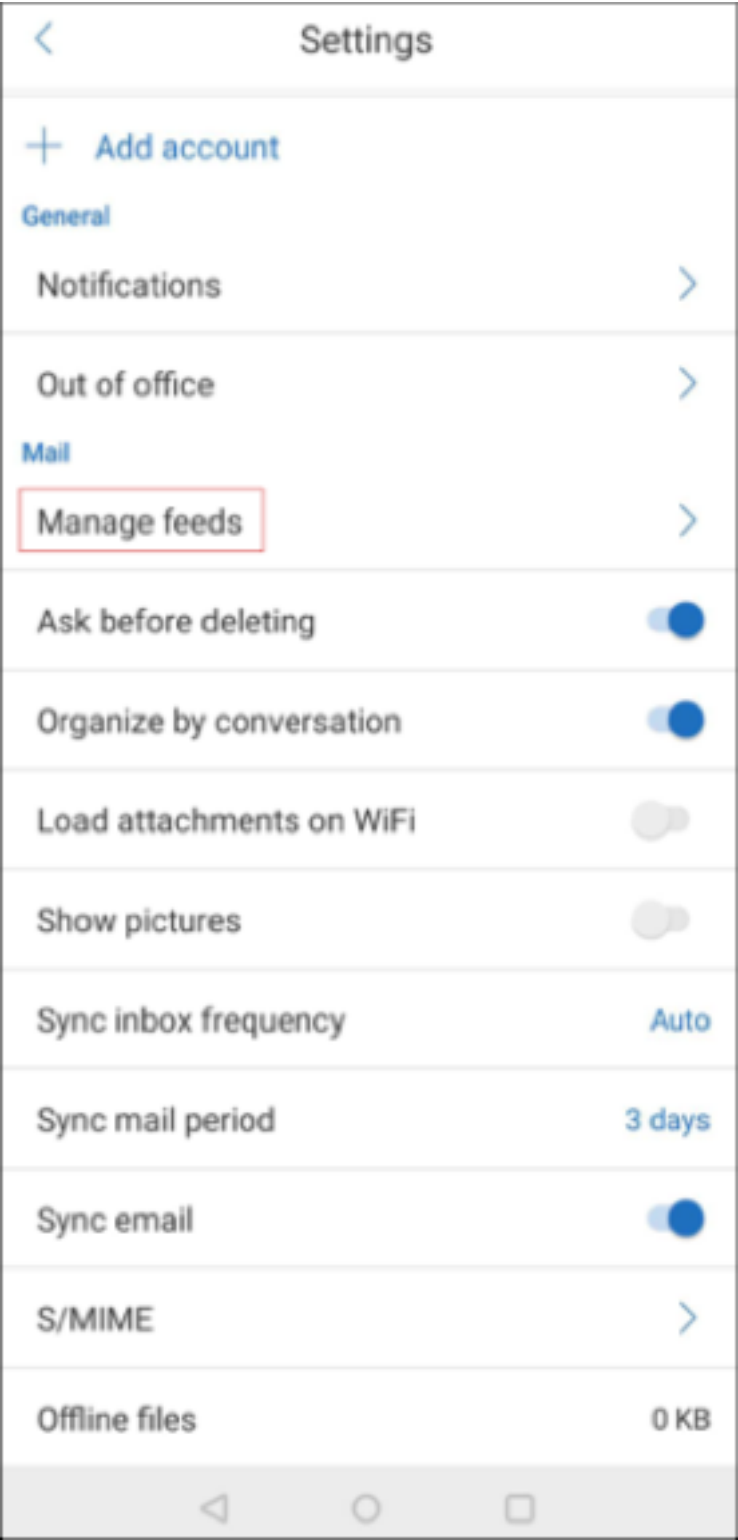 Settings
Add account
General
Notifications
Out of office
Mail
Manage feeds
Ask before deleting
Organize by conversation
Load attachments on WiFi
Show pictures
Sync inbox frequency Auto
Sync mail period 3 days
Sync email
S/MIME
Offline files 0 KB